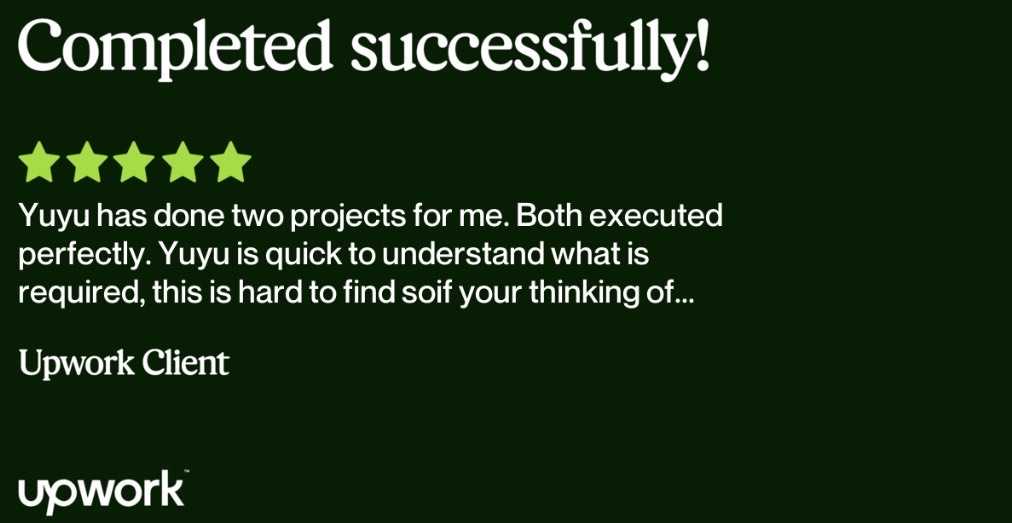 Completed successfully!
Yuyu has done two projects for me. Both executed
perfectly. Yuyu is quick to understand what is
required, this is hard to find soif your thinking of...
Upwork Client
upwork™